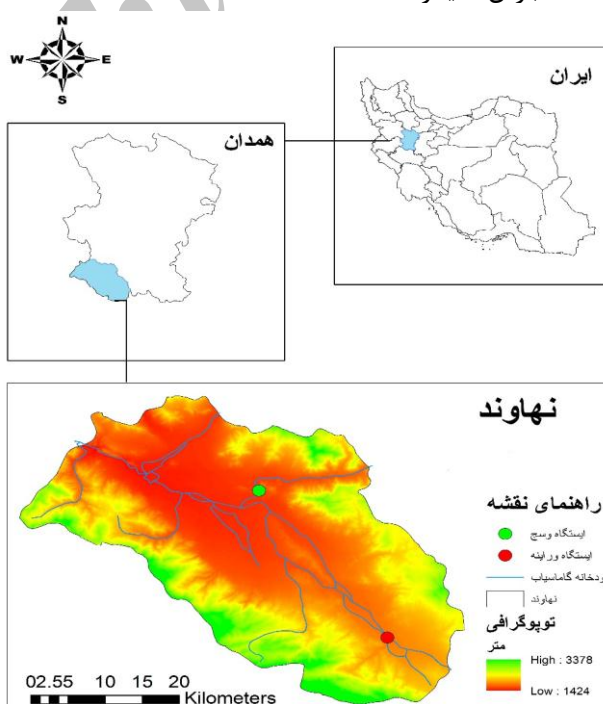 N
W E
S
ایران
همدان
نهاوند
راهنمای نقشه
ایستگاه وسج
ایستگاه وراینه
ودخانه گاماسیاب
نهاوند
توپوگرافی
متر
High : 3378
Low : 1424
02.55 10 15 20
Kilometers